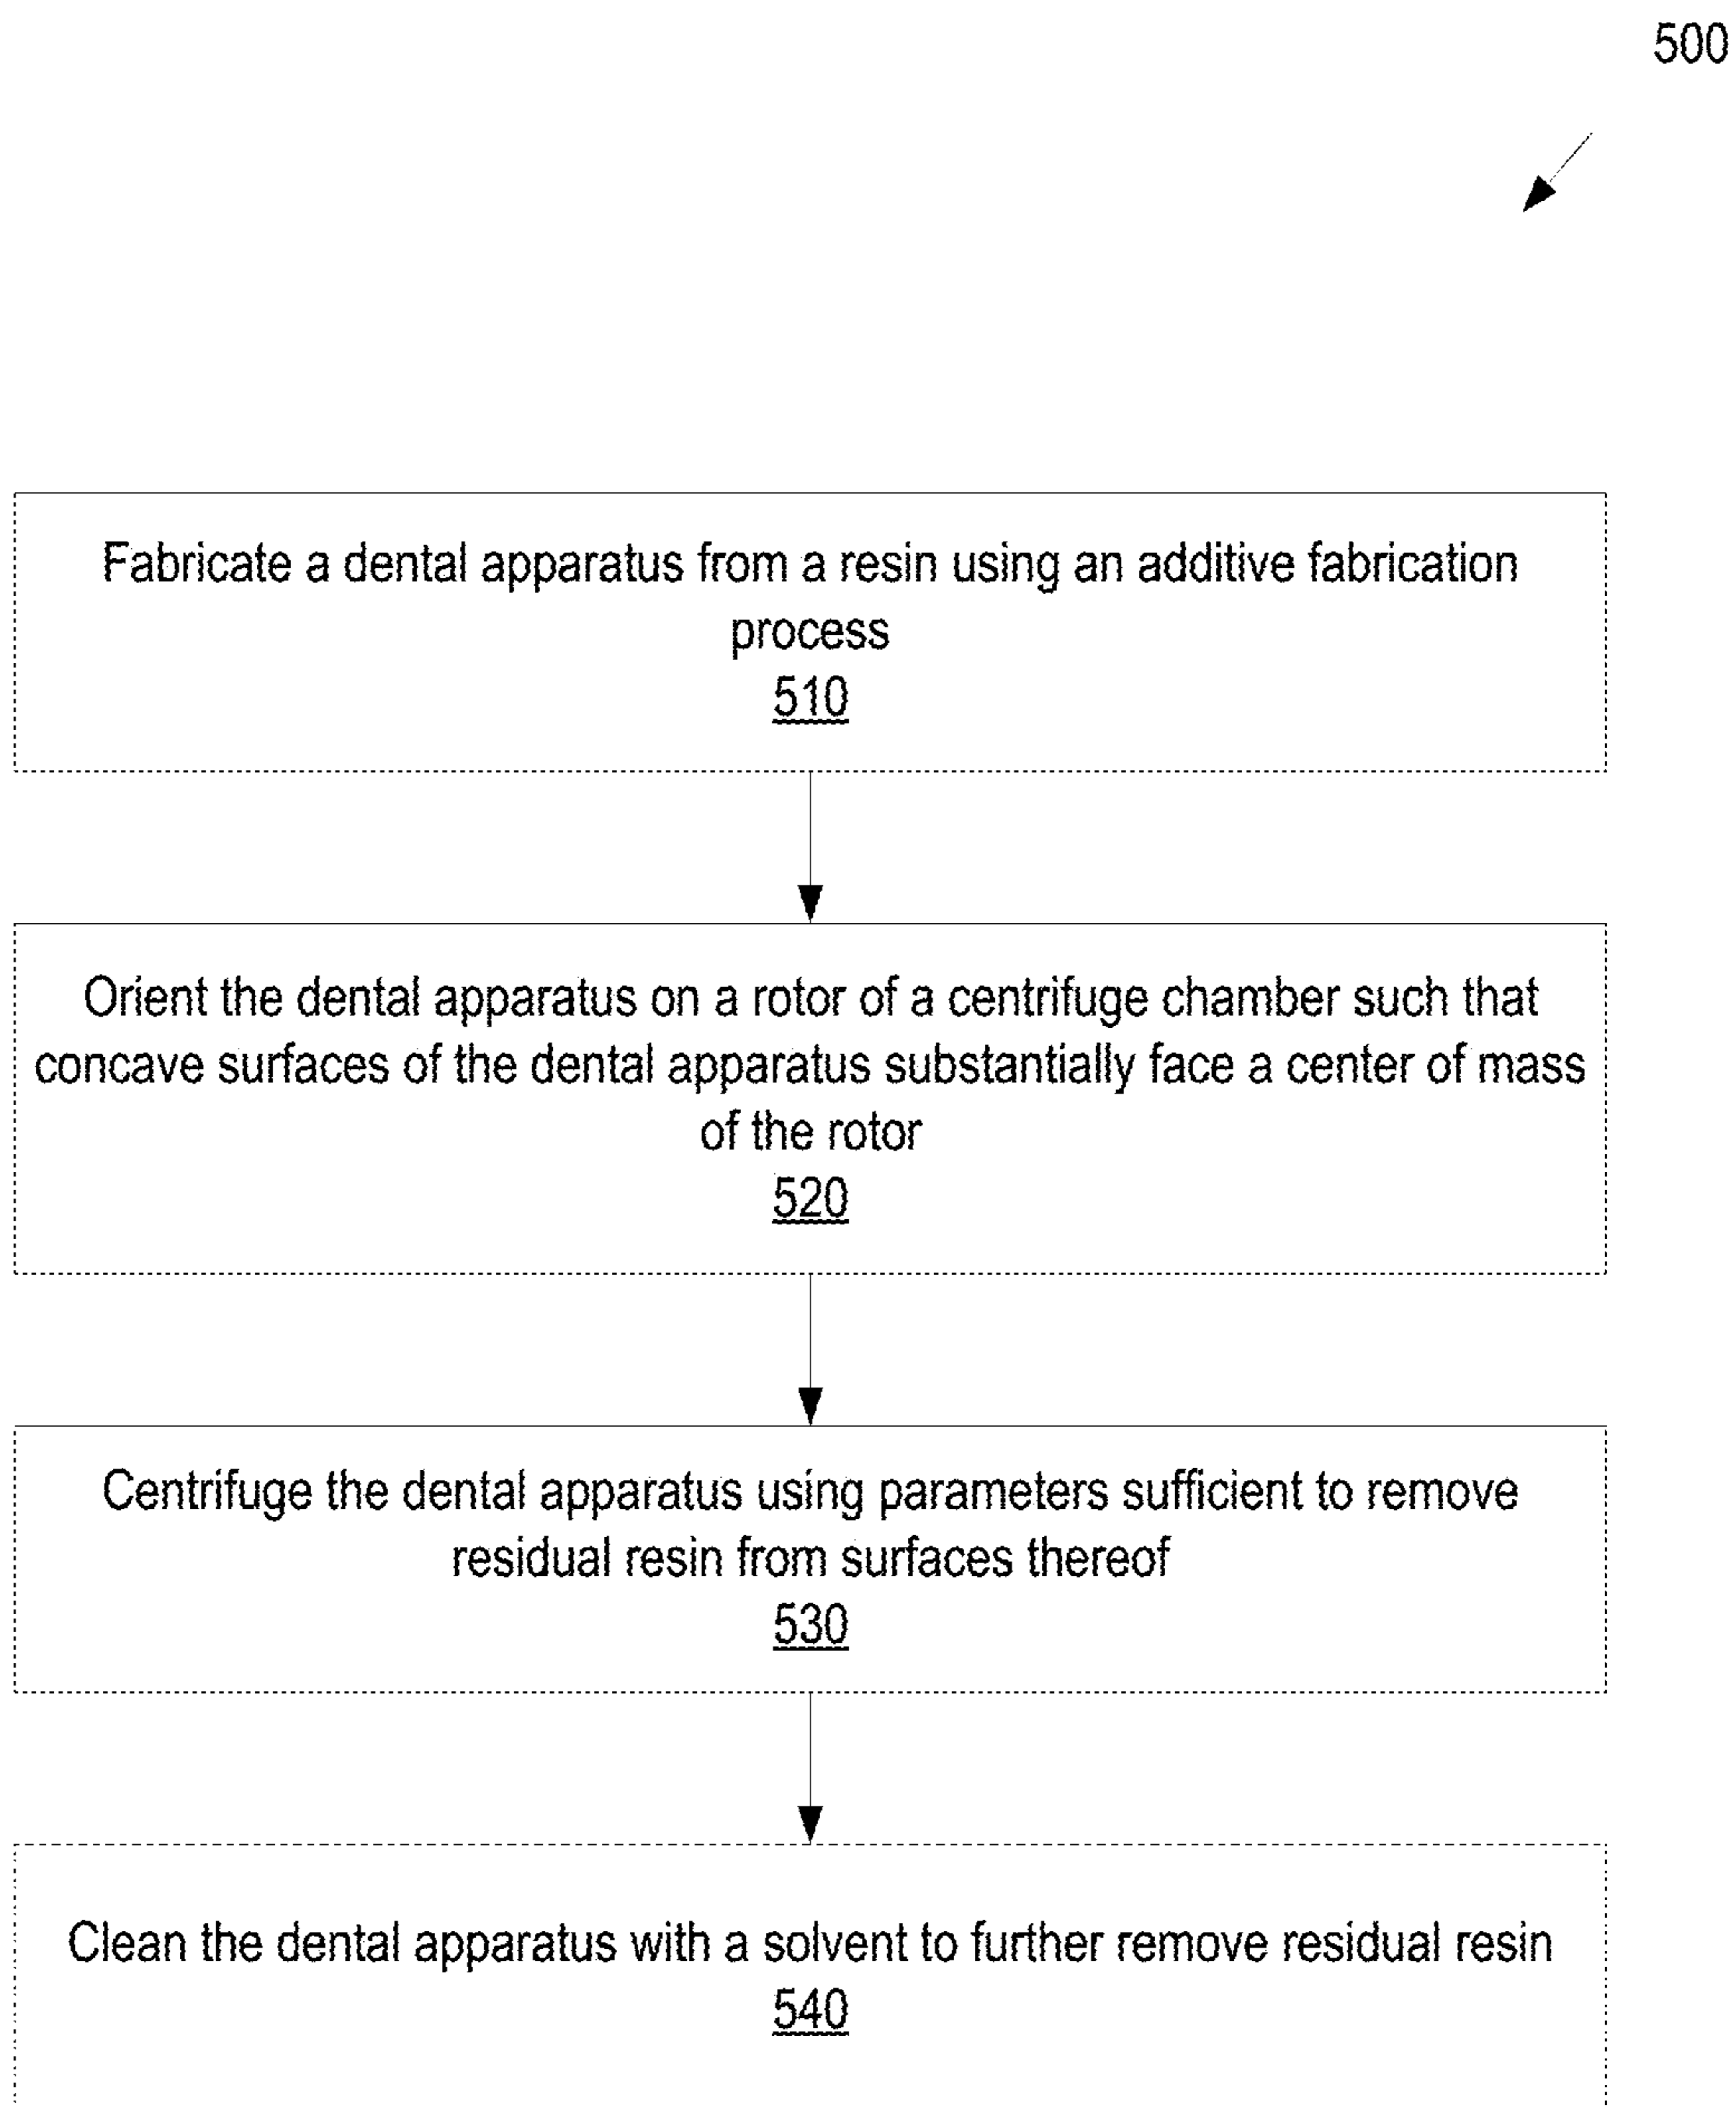 500
Fabricate a dental apparatus from a resin using an additive fabrication
process
510
Orient the dental apparatus on a rotor of a centrifuge chamber such that
concave surfaces of the dental apparatus substantially face a center of mass
of the rotor
520
Centrifuge the dental apparatus using parameters sufficient to remove
residual resin from surfaces thereof
530
Clean the dental apparatus with a solvent to further remove residual resin
540